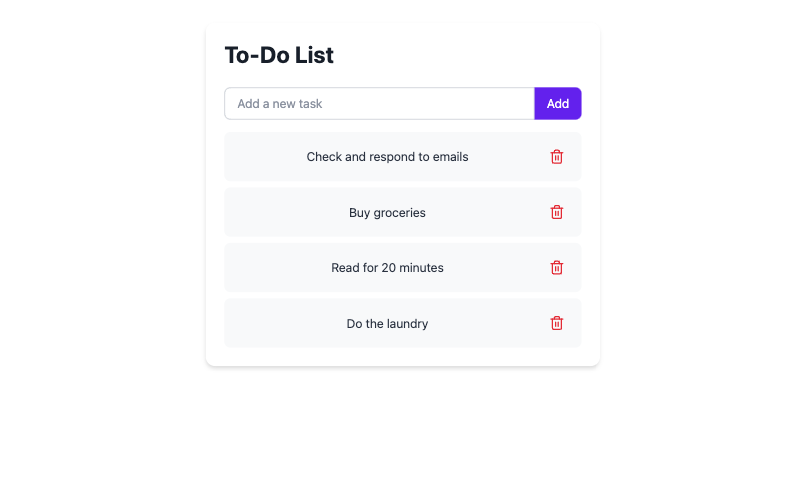 To-Do List
Add a new task
Add
Check and respond to emails
Buy groceries
Read for 20 minutes
Do the laundry